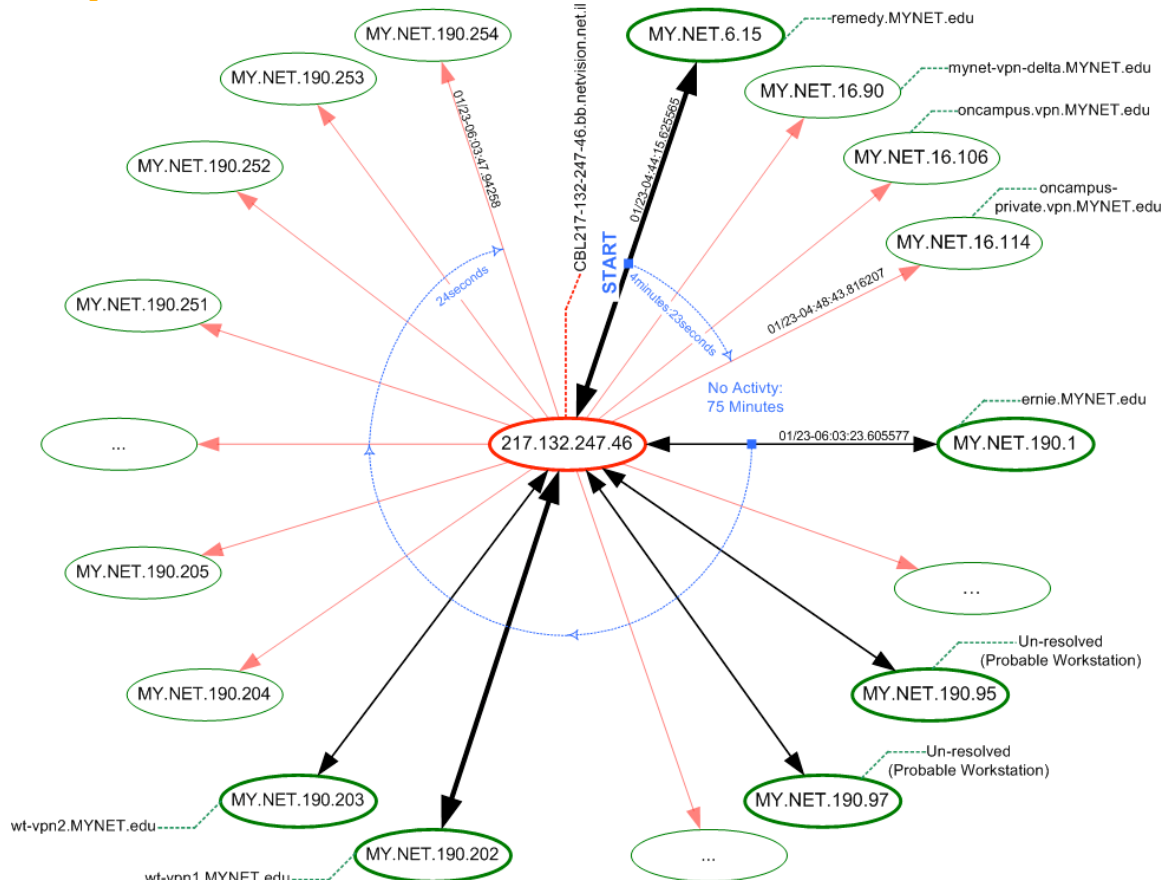 MY.NET.190.254
MY.NET.6.15
remedy.MYNET.edu
MY.NET.190.253
MY.NET.16.90
mynet-vpn-delta.MYNET.edu
oncampus.vpn.MYNET.edu
MY.NET.190.252
MY.NET.16.106
oncampus-
private.vpn.MYNET.edu
MY.NET.16.114
01/23-06:03:47.94258
CBL217-132-247-46.bb.netvision.net.il
01/23-04:44:15.625565
START
24seconds
4minutes:23seconds
01/23-04:48:43.816207
MY.NET.190.251
No Activty:
75 Minutes
ernie.MYNET.edu
...
217.132.247.46
01/23-06:03:23.605577
MY.NET.190.1
MY.NET.190.205
...
Un-resolved
(Probable Workstation)
MY.NET.190.204
MY.NET.190.95
Un-resolved
(Probable Workstation)
MY.NET.190.203
MY.NET.190.97
wt-vpn2.MYNET.edu
MY.NET.190.202
...
wt-vpn1.MYNET.edu